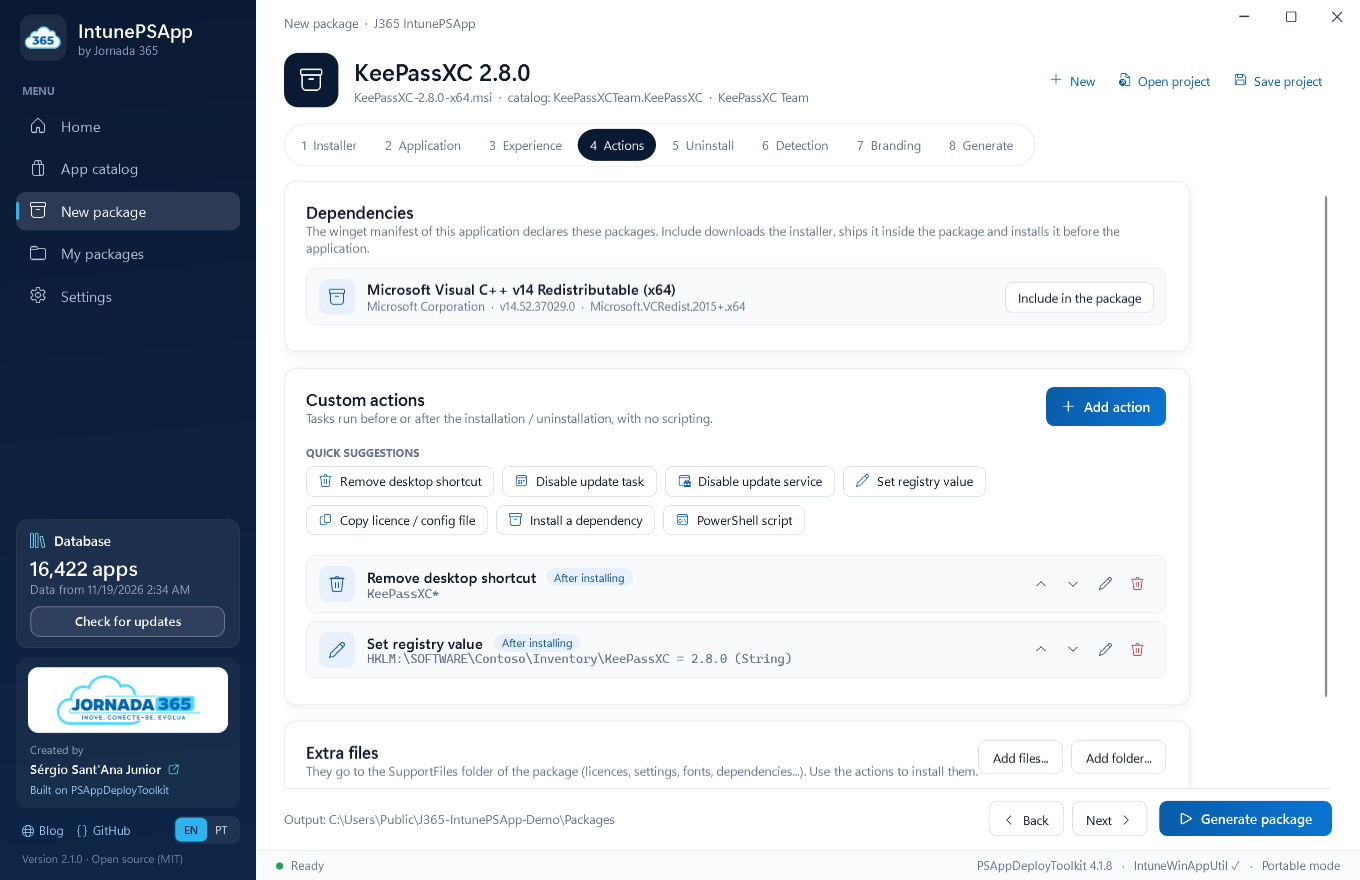 365
IntunePSApp
by Jornada 365
MENU
Home
App catalog
New package
My packages
Settings
Database
16,422 apps
Data from 11/19/2026 2:34 AM
Check for updates
JORNADA 365
INOVE. CONECTE-SE. EVOLUA
Created by
Sérgio Sant'Ana Junior
Built on PSAppDeployToolkit
Blog
{ } GitHub
EN PT
Version 2.1.0 · Open source (MIT)
New package · J365 IntunePSApp
KeePassXC 2.8.0
KeePassXC-2.8.0-x64.msi · catalog: KeePassXCTeam.KeePassXC · KeePassXC Team
New
Open project
Save project
1 Installer
2 Application
3 Experience
4 Actions
5 Uninstall
6 Detection
7 Branding
8 Generate
Dependencies
The winget manifest of this application declares these packages. Include downloads the installer, ships it inside the package and installs it before the
application.
Microsoft Visual C++ v14 Redistributable (x64)
Microsoft Corporation · v14.52.37029.0 · Microsoft.VCRedist.2015+.x64
Include in the package
Custom actions
Tasks run before or after the installation / uninstallation, with no scripting.
+ Add action
QUICK SUGGESTIONS
Remove desktop shortcut
Disable update task
Disable update service
Set registry value
Copy licence / config file
Install a dependency
PowerShell script
Remove desktop shortcut After installing
KeePassXC*
Set registry value After installing
HKLM:\SOFTWARE\Contoso\Inventory\KeePassXC = 2.8.0 (String)
Extra files
They go to the SupportFiles folder of the package (licences, settings, fonts, dependencies...). Use the actions to install them.
Add files...
Add folder...
Output: C:\Users\Public\J365-IntunePSApp-Demo\Packages
Back
Next
Generate package
Ready
PSAppDeployToolkit 4.1.8 · IntuneWinAppUtil ✓ · Portable mode